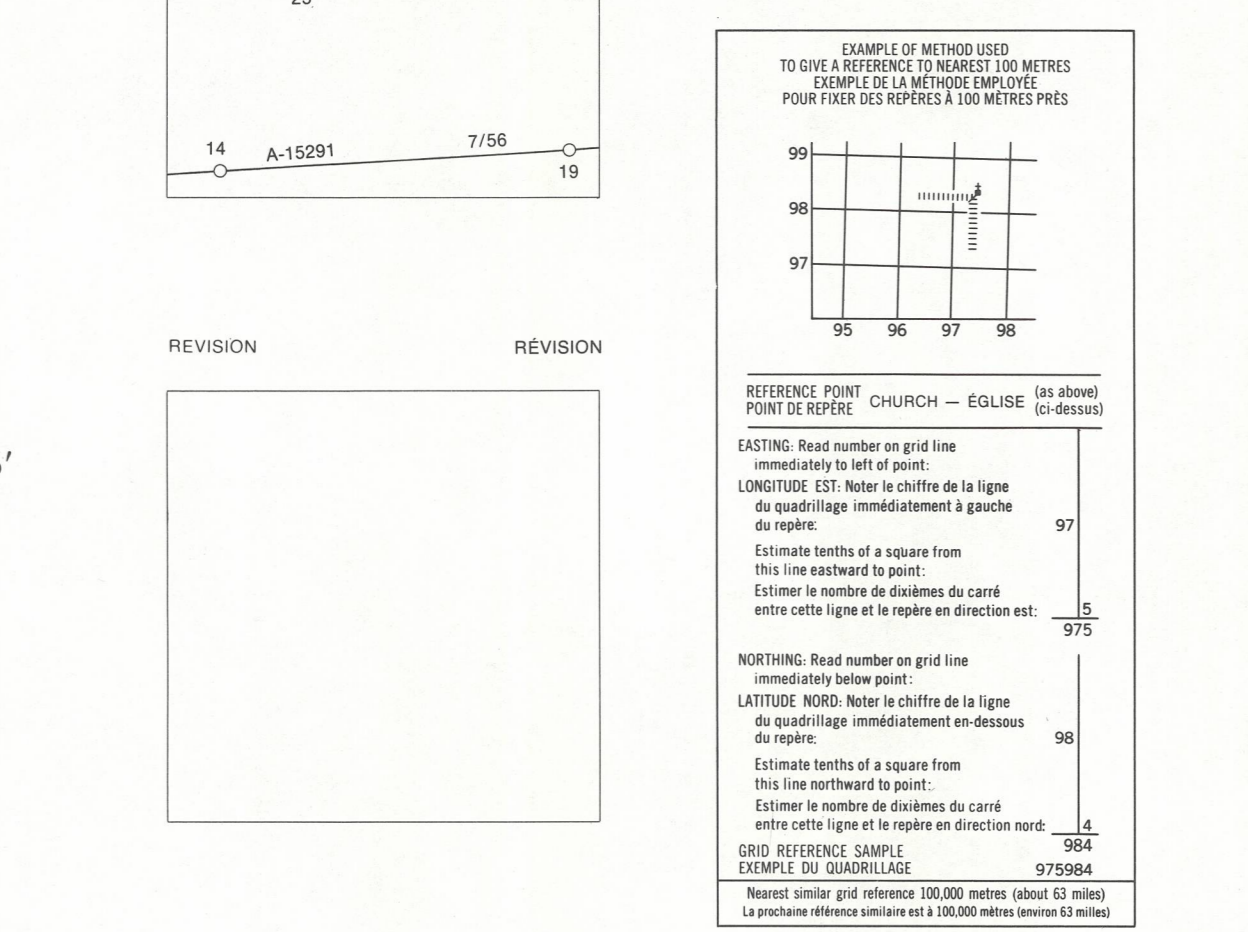 14 A-15291 7/56
19
REVISION RÉVISION
EXAMPLE OF METHOD USED
TO GIVE A REFERENCE TO NEAREST 100 METRES
EXEMPLE DE LA MÉTHODE EMPLOYÉE
POUR FIXER DES REPÈRES À 100 MÈTRES PRÈS
99
98
97
95 96 97 98
REFERENCE POINT
POINT DE REPÈRE
CHURCH — ÉGLISE
(as above)
(ci-dessus)
EASTING: Read number on grid line
immediately to left of point:
LONGITUDE EST: Noter le chiffre de la ligne
du quadrillage immédiatement à gauche
du repère: 97
Estimate tenths of a square from
this line eastward to point:
Estimer le nombre de dixièmes du carré
entre cette ligne et le repère en direction est: 5
975
NORTHING: Read number on grid line
immediately below point:
LATITUDE NORD: Noter le chiffre de la ligne
du quadrillage immédiatement en-dessous
du repère: 98
Estimate tenths of a square from
this line northward to point:
Estimer le nombre de dixièmes du carré
entre cette ligne et le repère en direction nord: 4
984
GRID REFERENCE SAMPLE
EXEMPLE DU QUADRILLAGE 975984
Nearest similar grid reference 100,000 metres (about 63 miles)
La prochaine référence similaire est à 100,000 mètres (environ 63 milles)